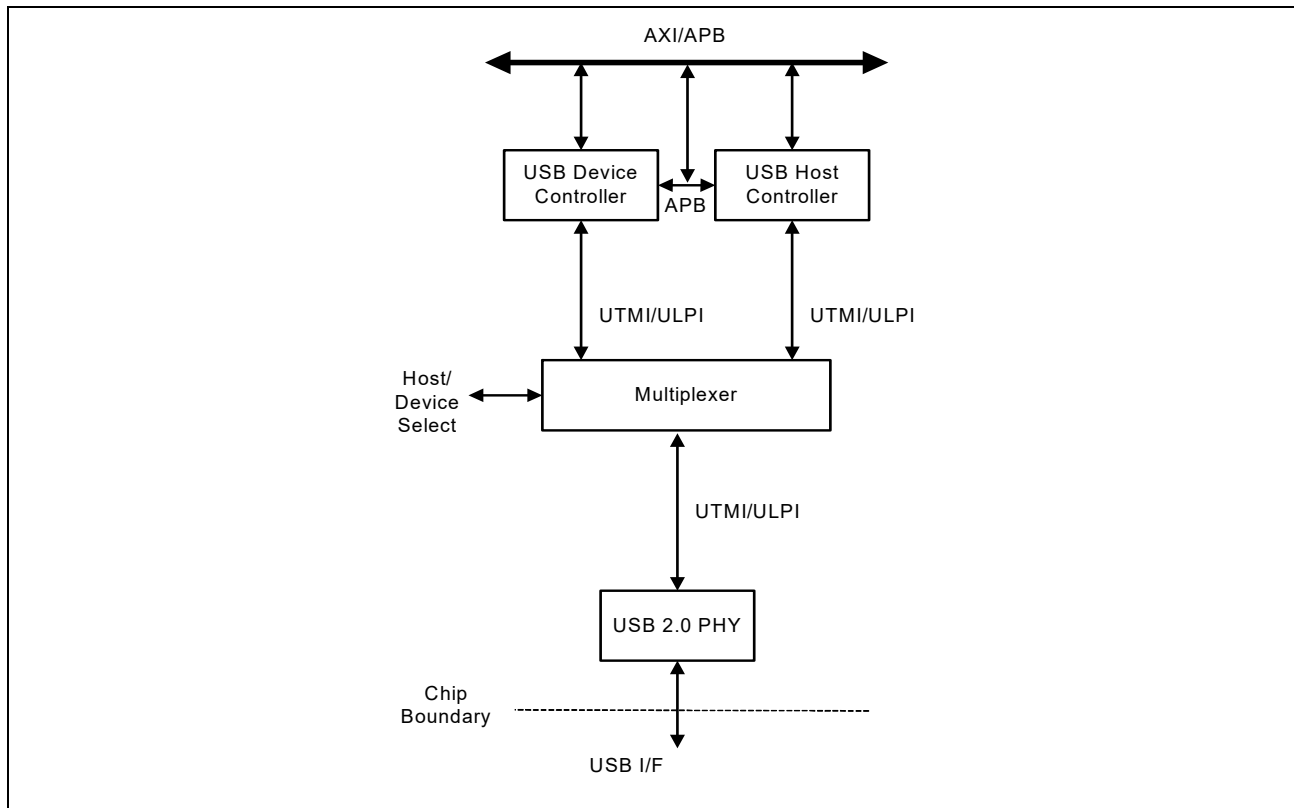 AXI/APB
USB Device
Controller
USB Host
Controller
APB
UTMI/ULPI
UTMI/ULPI
Host/
Device
Select
Multiplexer
UTMI/ULPI
USB 2.0 PHY
Chip
Boundary
USB I/F